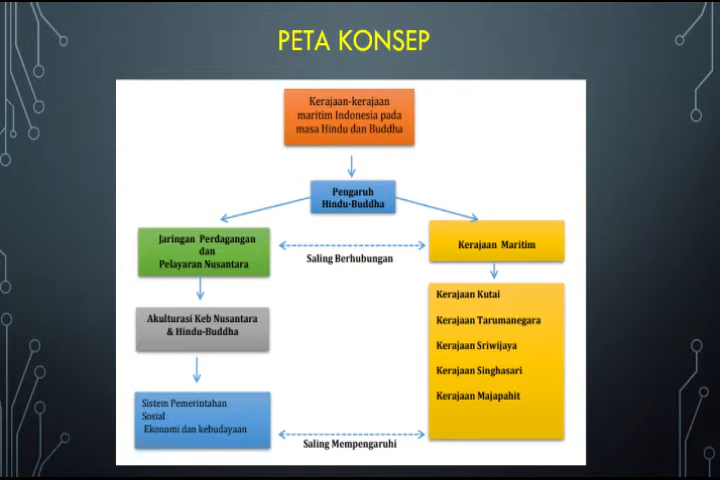 PETA KONSEP
Kerajaan-kerajaan
maritim Indonesia pada
masa Hindu dan Buddha
Pengaruh
Hindu-Buddha
Jaringan Perdagangan
dan
Pelayaran Nusantara
Saling Berhubungan
Kerajaan Maritim
Akulturasi Keb Nusantara
& Hindu-Buddha
Kerajaan Kutai
Kerajaan Tarumanegara
Kerajaan Sriwijaya
Kerajaan Singhasari
Kerajaan Majapahit
Sistem Pemerintahan
Sosial
Ekonomi dan kebudayaan
Saling Mempengaruhi